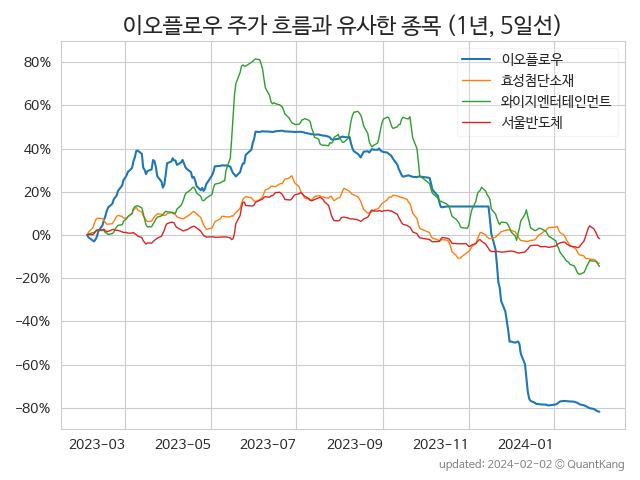 이오플로우 주가 흐름과 유사한 종목 (1년, 5일선)
이오플로우
효성첨단소재
와이지엔터테인먼트
서울반도체
80%
60%
40%
20%
0%
−20%
−40%
−60%
−80%
2023−03 2023−05 2023−07 2023−09 2023−11 2024−01
updated: 2024-02-02 © QuantKang